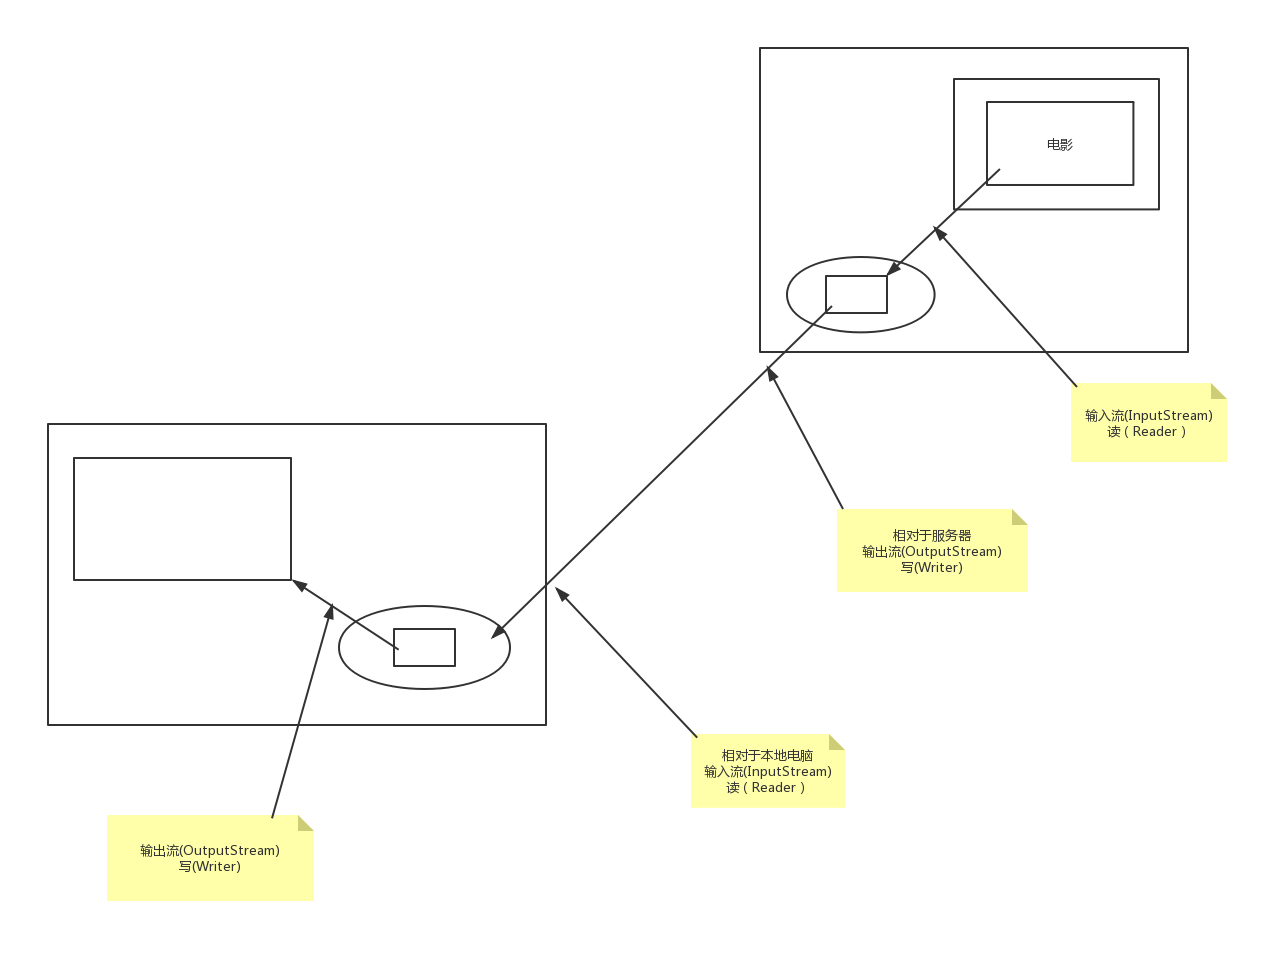 电影
输入流(InputStream)
读 ( Reader )
相对于服务器
输出流(OutputStream)
写(Writer)
相对于本地电脑
输入流(InputStream)
读 ( Reader )
输出流(OutputStream)
写(Writer)